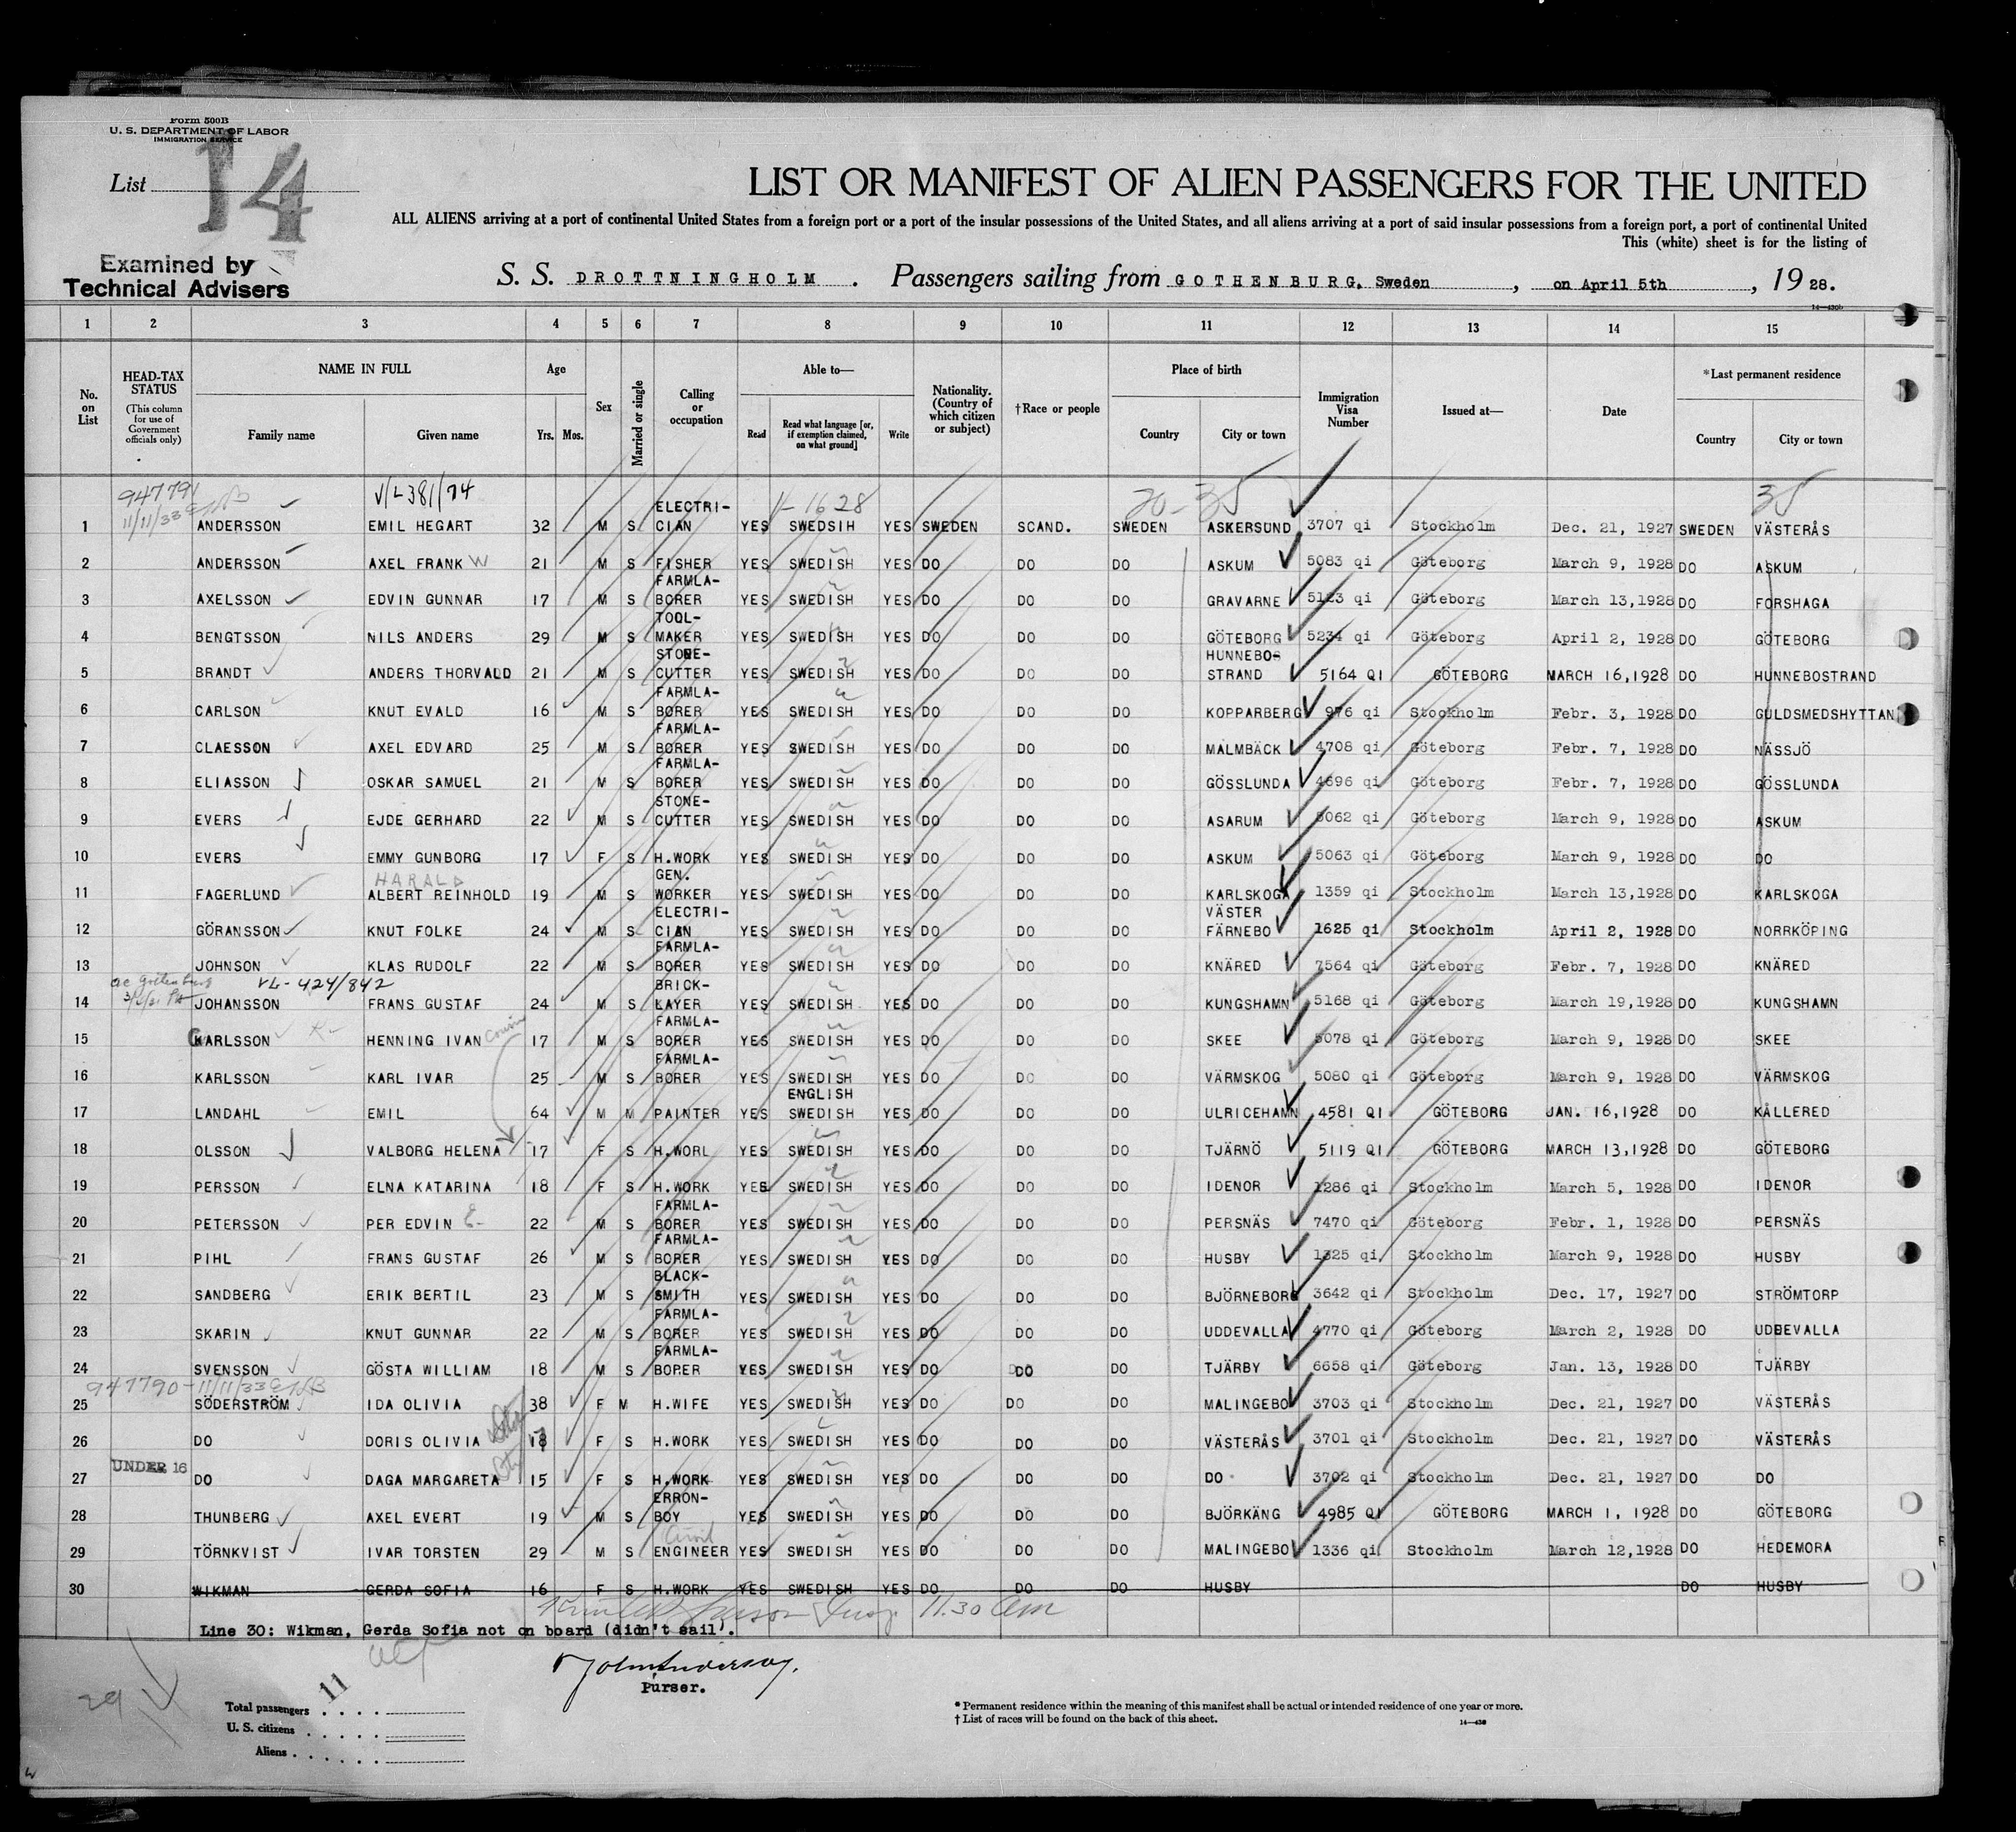 Form 500B
U. S. DEPARTMENT OF LABOR
IMMIGRATION SERVICE
List 14
LIST OR MANIFEST OF ALIEN PASSENGERS FOR THE UNITED
ALL ALIENS arriving at a port of continental United States from a foreign port or a port of the insular possessions of the United States, and all aliens arriving at a port of said insular possessions from a foreign port, a port of continental United
This (white) sheet is for the listing of
Examined by
Technical Advisers
S. S. DROTTNINGHOLM . Passengers sailing from GOTHENBURG, Sweden , on April 5th , 19 28.
14—430b
1 2 3 4 5 6 7 8 9 10 11 12 13 14 15
No. on List
HEAD-TAX STATUS (This column for use of Government officials only)
NAME IN FULL
Family name Given name
Age
Yrs. Mos.
Sex
Married or single
Calling or occupation
Able to—
Read
Read what language [or, if exemption claimed, on what ground]
Write
Nationality. (Country of which citizen or subject)
†Race or people
Place of birth
Country City or town
Immigration Visa Number
Issued at—
Date
*Last permanent residence
Country City or town
947791 V/L381/74 4-1628 20-35 35
11/11/33
1 ANDERSSON EMIL HEGART 32 M S ELECTRI-CIAN YES SWEDSIH YES SWEDEN SCAND. SWEDEN ASKERSUND 3707 qi Stockholm Dec. 21, 1927 SWEDEN VÄSTERÅS
2 ANDERSSON AXEL FRANK W 21 M S FISHER YES SWEDISH YES DO DO DO ASKUM 5083 qi Göteborg March 9, 1928 DO ASKUM
3 AXELSSON EDVIN GUNNAR 17 M S FARMLA-BORER YES SWEDISH YES DO DO DO GRAVARNE 5123 qi Göteborg March 13,1928 DO FORSHAGA
4 BENGTSSON NILS ANDERS 29 M S TOOL-MAKER YES SWEDISH YES DO DO DO GÖTEBORG 5234 qi Göteborg April 2, 1928 DO GÖTEBORG
5 BRANDT ANDERS THORVALD 21 M S STONE-CUTTER YES SWEDISH YES DO DO DO HUNNEBO-STRAND 5164 QI GÖTEBORG MARCH 16,1928 DO HUNNEBOSTRAND
6 CARLSON KNUT EVALD 16 M S FARMLA-BORER YES SWEDISH YES DO DO DO KOPPARBERG 976 qi Stockholm Febr. 3, 1928 DO GULDSMEDSHYTTAN
7 CLAESSON AXEL EDVARD 25 M S FARMLA-BORER YES SWEDISH YES DO DO DO MALMBÄCK 4708 qi Göteborg Febr. 7, 1928 DO NÄSSJÖ
8 ELIASSON OSKAR SAMUEL 21 M S FARMLA-BORER YES SWEDISH YES DO DO DO GÖSSLUNDA 4696 qi Göteborg Febr. 7, 1928 DO GÖSSLUNDA
9 EVERS EJDE GERHARD 22 M S STONE-CUTTER YES SWEDISH YES DO DO DO ASARUM 5062 qi Göteborg March 9, 1928 DO ASKUM
10 EVERS EMMY GUNBORG 17 F S H.WORK YES SWEDISH YES DO DO DO ASKUM 5063 qi Göteborg March 9, 1928 DO DO
HARALD
11 FAGERLUND ALBERT REINHOLD 19 M S GEN. WORKER YES SWEDISH YES DO DO DO KARLSKOGA 1359 qi Stockholm March 13,1928 DO KARLSKOGA
12 GÖRANSSON KNUT FOLKE 24 M S ELECTRI-CIAN YES SWEDISH YES DO DO DO VÄSTER FÄRNEBO 1625 qi Stockholm April 2, 1928 DO NORRKÖPING
13 JOHNSON KLAS RUDOLF 22 M S FARMLA-BORER YES SWEDISH YES DO DO DO KNÄRED 7564 qi Göteborg Febr. 7, 1928 DO KNÄRED
VL-424/842
14 JOHANSSON FRANS GUSTAF 24 M S BRICK-LAYER YES SWEDISH YES DO DO DO KUNGSHAMN 5168 qi Göteborg March 19,1928 DO KUNGSHAMN
15 KARLSSON HENNING IVAN cousin 17 M S FARMLA-BORER YES SWEDISH YES DO DO DO SKEE 5078 qi Göteborg March 9, 1928 DO SKEE
16 KARLSSON KARL IVAR 25 M S FARMLA-BORER YES SWEDISH YES DO DO DO VÄRMSKOG 5080 qi Göteborg March 9, 1928 DO VÄRMSKOG
17 LANDAHL EMIL 64 M M PAINTER YES ENGLISH SWEDISH YES DO DO DO ULRICEHAMN 4581 QI GÖTEBORG JAN. 16,1928 DO KÅLLERED
18 OLSSON VALBORG HELENA 17 F S H.WORL YES SWEDISH YES DO DO DO TJÄRNÖ 5119 QI GÖTEBORG MARCH 13,1928 DO GÖTEBORG
19 PERSSON ELNA KATARINA 18 F S H.WORK YES SWEDISH YES DO DO DO IDENOR 1286 qi Stockholm March 5, 1928 DO IDENOR
20 PETERSSON PER EDVIN E- 22 M S FARMLA-BORER YES SWEDISH YES DO DO DO PERSNÄS 7470 qi Göteborg Febr. 1, 1928 DO PERSNÄS
21 PIHL FRANS GUSTAF 26 M S FARMLA-BORER YES SWEDISH YES DO DO DO HUSBY 1325 qi Stockholm March 9, 1928 DO HUSBY
22 SANDBERG ERIK BERTIL 23 M S BLACK-SMITH YES SWEDISH YES DO DO DO BJÖRNEBORG 3642 qi Stockholm Dec. 17, 1927 DO STRÖMTORP
23 SKARIN KNUT GUNNAR 22 M S FARMLA-BORER YES SWEDISH YES DO DO DO UDDEVALLA 4770 qi Göteborg March 2, 1928 DO UDDEVALLA
24 SVENSSON GÖSTA WILLIAM 18 M S FARMLA-BORER YES SWEDISH YES DO DO DO TJÄRBY 6658 qi Göteborg Jan. 13, 1928 DO TJÄRBY
947790-11/11/33
25 SÖDERSTRÖM IDA OLIVIA 38 F M H.WIFE YES SWEDISH YES DO DO DO MALINGEBO 3703 qi Stockholm Dec. 21, 1927 DO VÄSTERÅS
26 DO DORIS OLIVIA 18 F S H.WORK YES SWEDISH YES DO DO DO VÄSTERÅS 3701 qi Stockholm Dec. 21, 1927 DO VÄSTERÅS
27 UNDER 16 DO DAGA MARGARETA 15 F S H.WORK YES SWEDISH YES DO DO DO DO 3702 qi Stockholm Dec. 21, 1927 DO DO
28 THUNBERG AXEL EVERT 19 M S ERRON-BOY YES SWEDISH YES DO DO DO BJÖRKÄNG 4985 QI GÖTEBORG MARCH 1, 1928 DO GÖTEBORG
29 TÖRNKVIST IVAR TORSTEN 29 M S Civil ENGINEER YES SWEDISH YES DO DO DO MALINGEBO 1336 qi Stockholm March 12,1928 DO HEDEMORA
30 WIKMAN GERDA SOFIA 16 F S H.WORK YES SWEDISH YES DO DO DO HUSBY DO HUSBY
11.30 am
Line 30: Wikman, Gerda Sofia not on board (didn't sail).
John Anderson,
Purser.
29
11
Total passengers
U. S. citizens
Aliens
* Permanent residence within the meaning of this manifest shall be actual or intended residence of one year or more.
† List of races will be found on the back of this sheet.
14—430